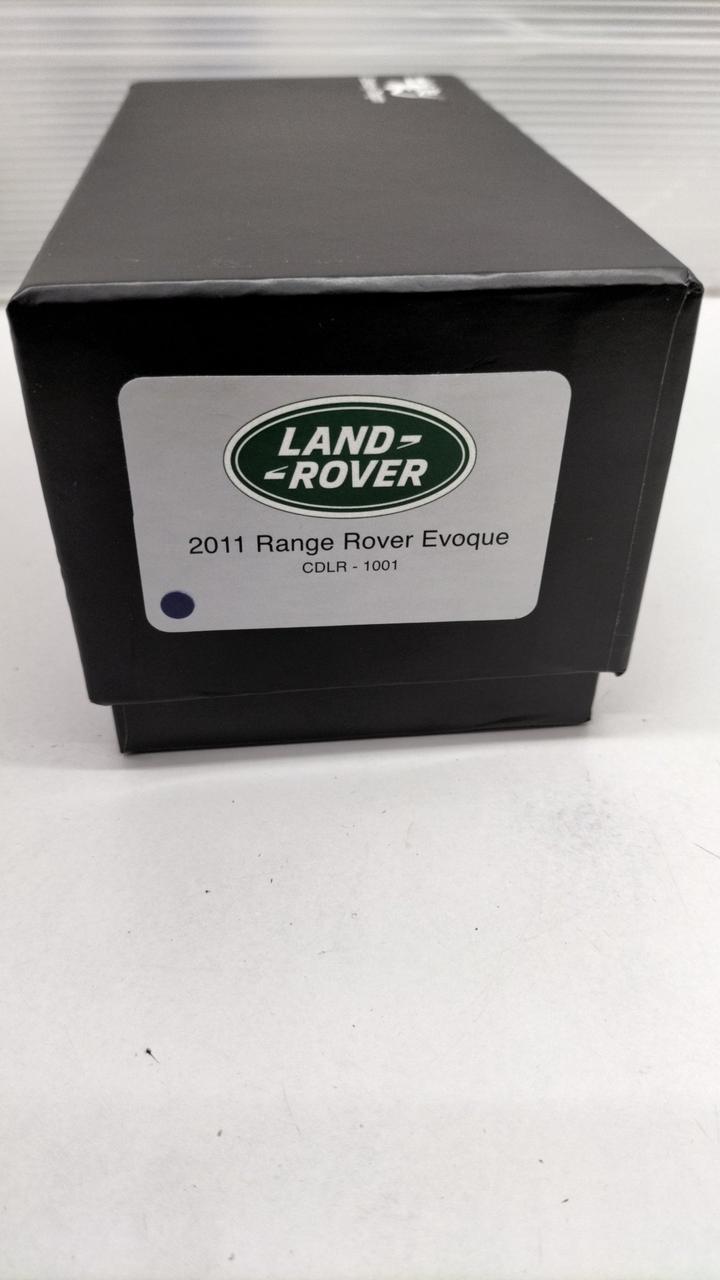 LAND
ROVER
2011 Range Rover Evoque
CDLR - 1001